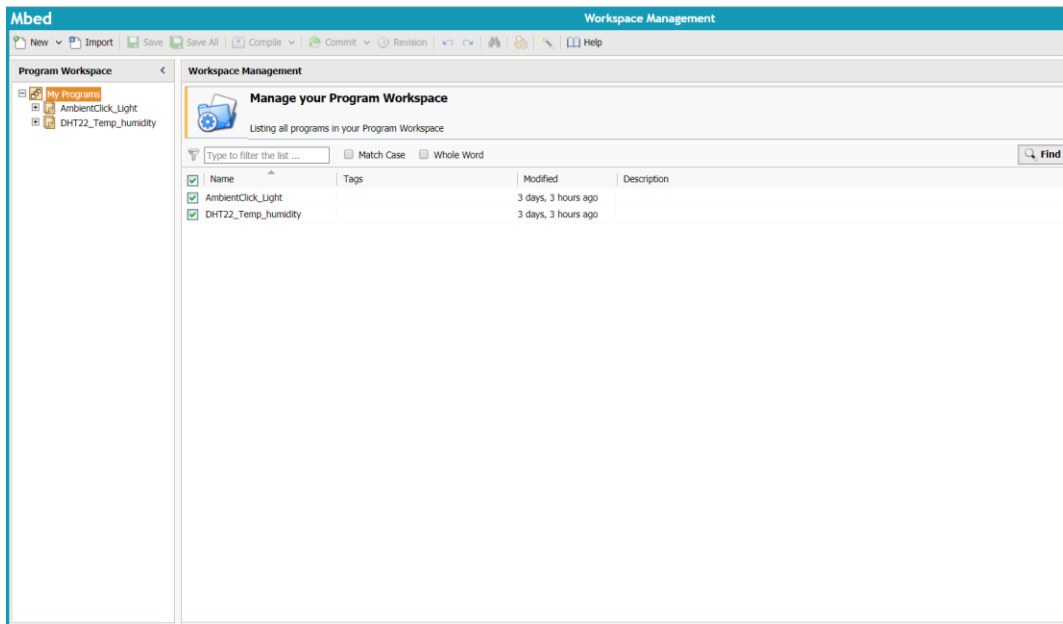 Mbed Workspace Management
New Import Save Save All Compile Commit Revision Help
Program Workspace <
Workspace Management
My Programs
AmbientClick_Light
DHT22_Temp_humidity
Manage your Program Workspace
Listing all programs in your Program Workspace
Type to filter the list ... Match Case Whole Word Find
Name Tags Modified Description
AmbientClick_Light 3 days, 3 hours ago
DHT22_Temp_humidity 3 days, 3 hours ago